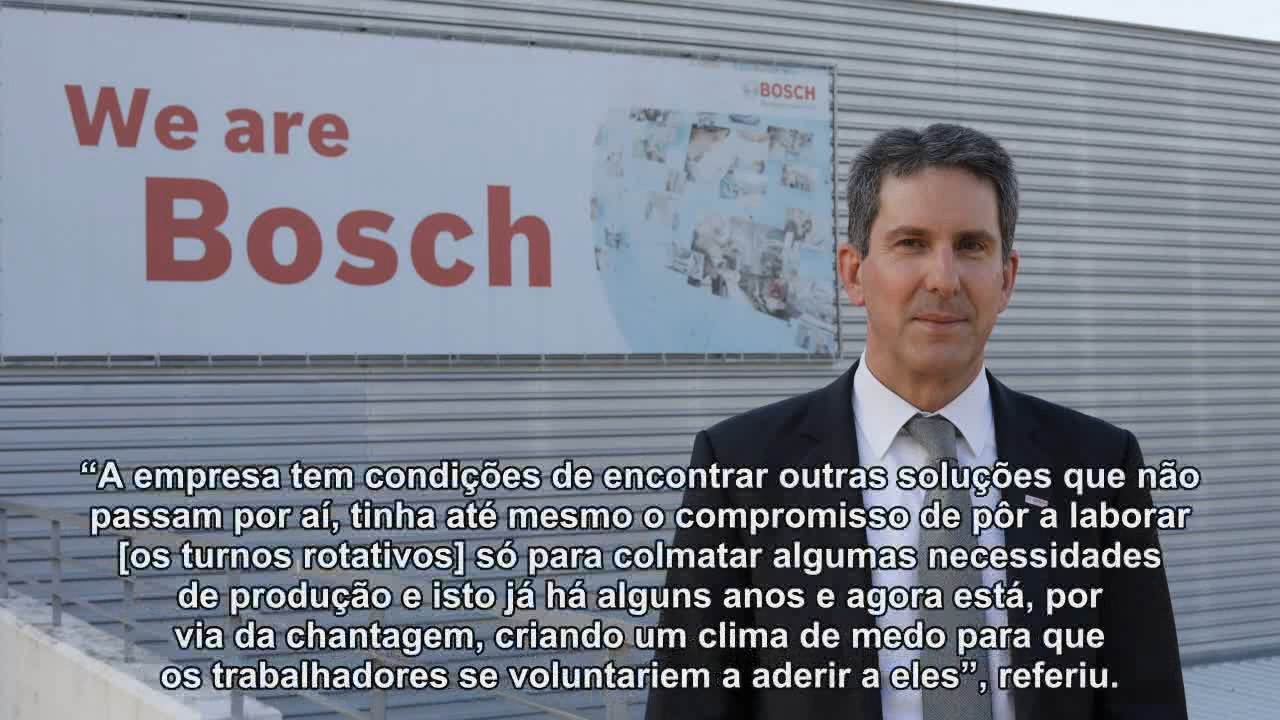 We are
Bosch
BOSCH
“A empresa tem condições de encontrar outras soluções que não
passam por aí, tinha até mesmo o compromisso de pôr a laborar
[os turnos rotativos] só para colmatar algumas necessidades
de produção e isto já há alguns anos e agora está, por
via da chantagem, criando um clima de medo para que
os trabalhadores se voluntariem a aderir a eles”, referiu.